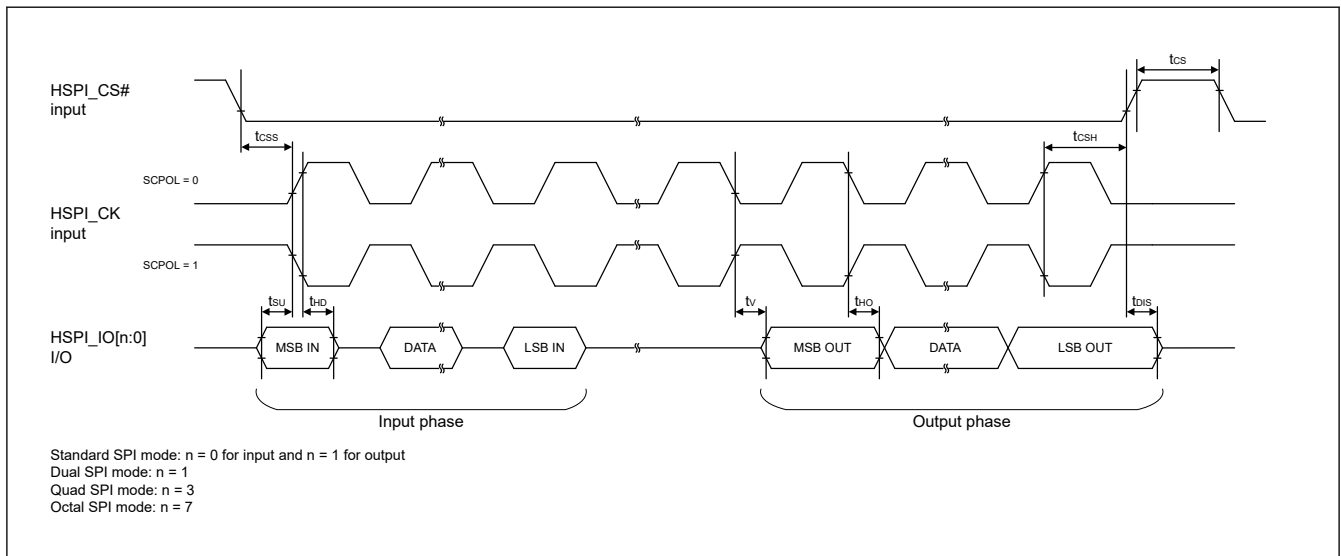 tCS
HSPI_CS#
input
tCSS
tCSH
SCPOL = 0
HSPI_CK
input
SCPOL = 1
tSU
tHD
tV
tHO
tDIS
HSPI_IO[n:0]
I/O
MSB IN
DATA
LSB IN
MSB OUT
DATA
LSB OUT
Input phase
Output phase
Standard SPI mode: n = 0 for input and n = 1 for output
Dual SPI mode: n = 1
Quad SPI mode: n = 3
Octal SPI mode: n = 7